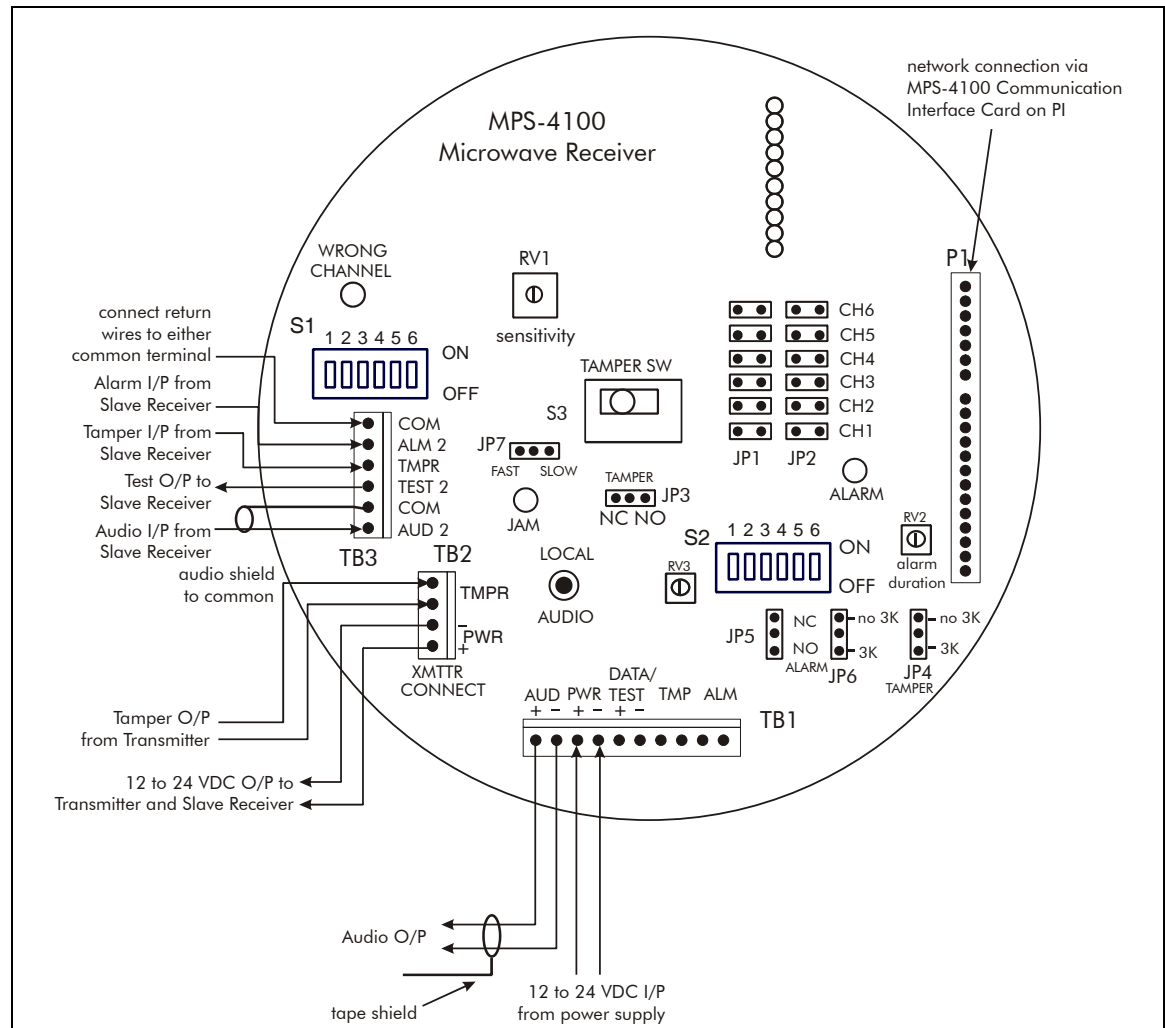 network connection via
MPS-4100 Communication
Interface Card on PI
MPS-4100
Microwave Receiver
WRONG
CHANNEL
RV1
sensitivity
P1
connect return
wires to either
common terminal
S1
1 2 3 4 5 6
ON
OFF
Alarm I/P from
Slave Receiver
Tamper I/P from
Slave Receiver
Test O/P to
Slave Receiver
Audio I/P from
Slave Receiver
audio shield
to common
COM
ALM 2
TMPR
TEST 2
COM
AUD 2
TB3
TAMPER SW
S3
JP7
FAST SLOW
JAM
TAMPER
JP3
NC NO
CH6
CH5
CH4
CH3
CH2
CH1
JP1 JP2
ALARM
S2
1 2 3 4 5 6
ON
OFF
RV2
alarm
duration
TB2
TMPR
–
PWR
+
XMTTR
CONNECT
LOCAL
AUDIO
RV3
JP5
NC
NO
ALARM
no 3K
3K
JP6
no 3K
3K
JP4
TAMPER
DATA/
AUD PWR TEST TMP ALM
+ – + – + –
TB1
Tamper O/P
from Transmitter
12 to 24 VDC O/P to
Transmitter and Slave Receiver
Audio O/P
tape shield
12 to 24 VDC I/P
from power supply